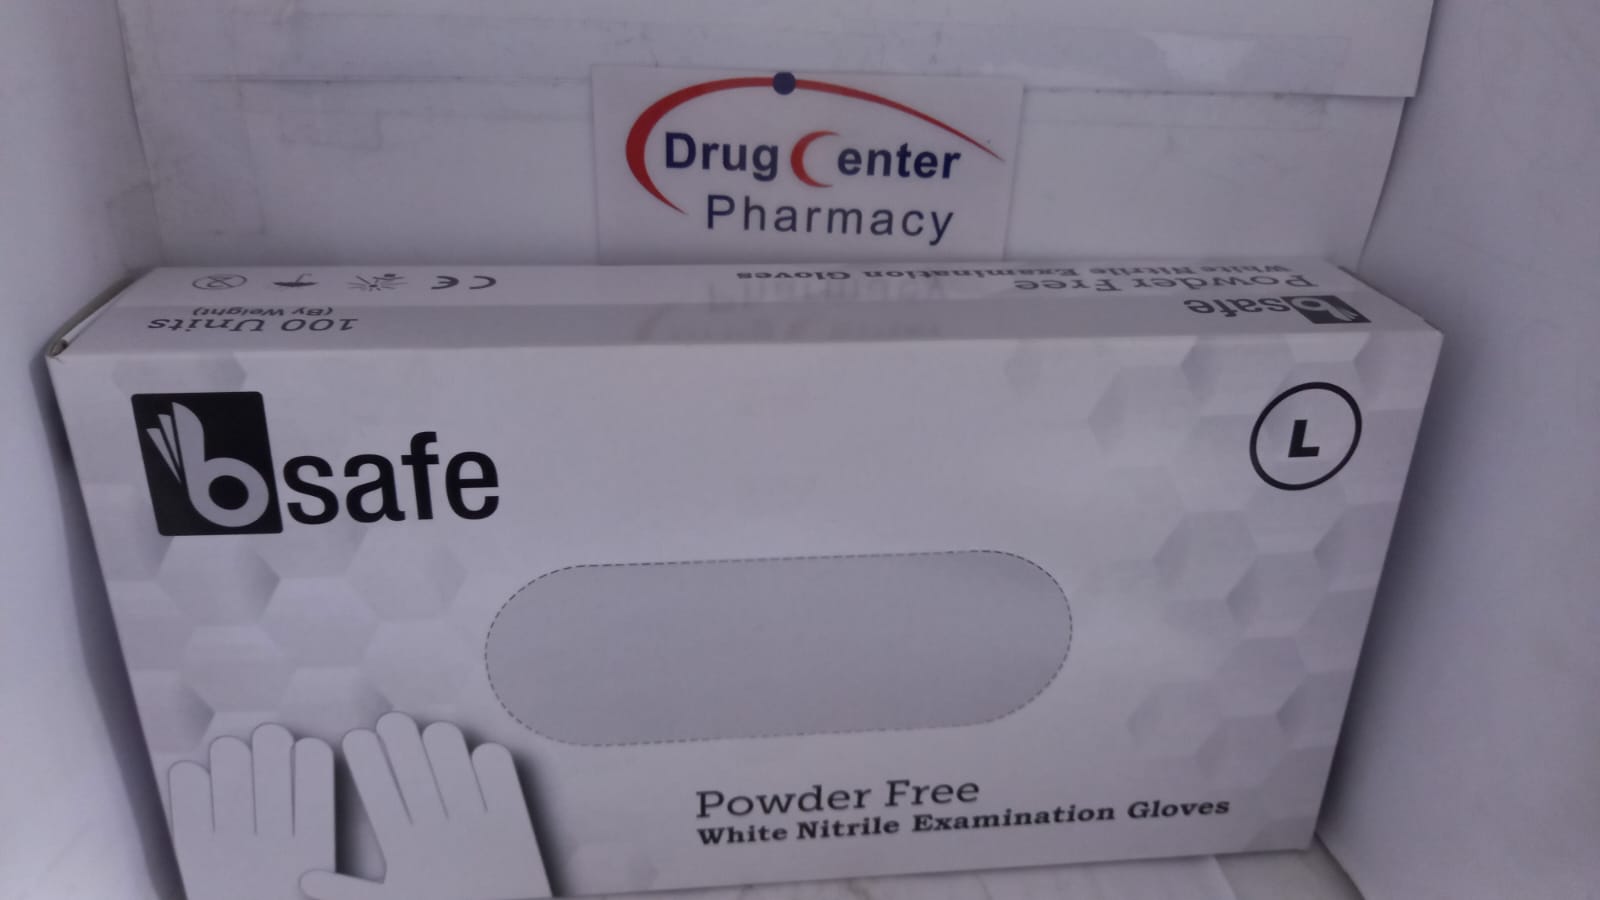 Drug Center
Pharmacy
White Nitrile Examination Gloves
Powder Free
bsafe
CE
(By Weight)
100 Units
bsafe
L
Powder Free
White Nitrile Examination Gloves